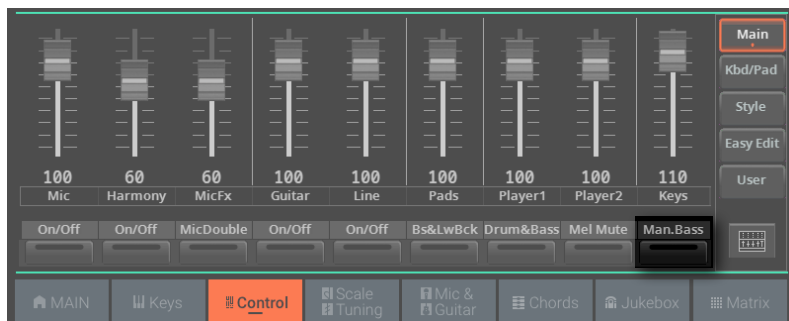 Main
Kbd/Pad
Style
Easy Edit
User
100 60 60 100 100 100 100 100 110
Mic Harmony MicFx Guitar Line Pads Player1 Player2 Keys
On/Off On/Off MicDouble On/Off On/Off Bs&LwBck Drum&Bass Mel Mute Man.Bass
MAIN Keys Control Scale Tuning Mic & Guitar Chords Jukebox Matrix